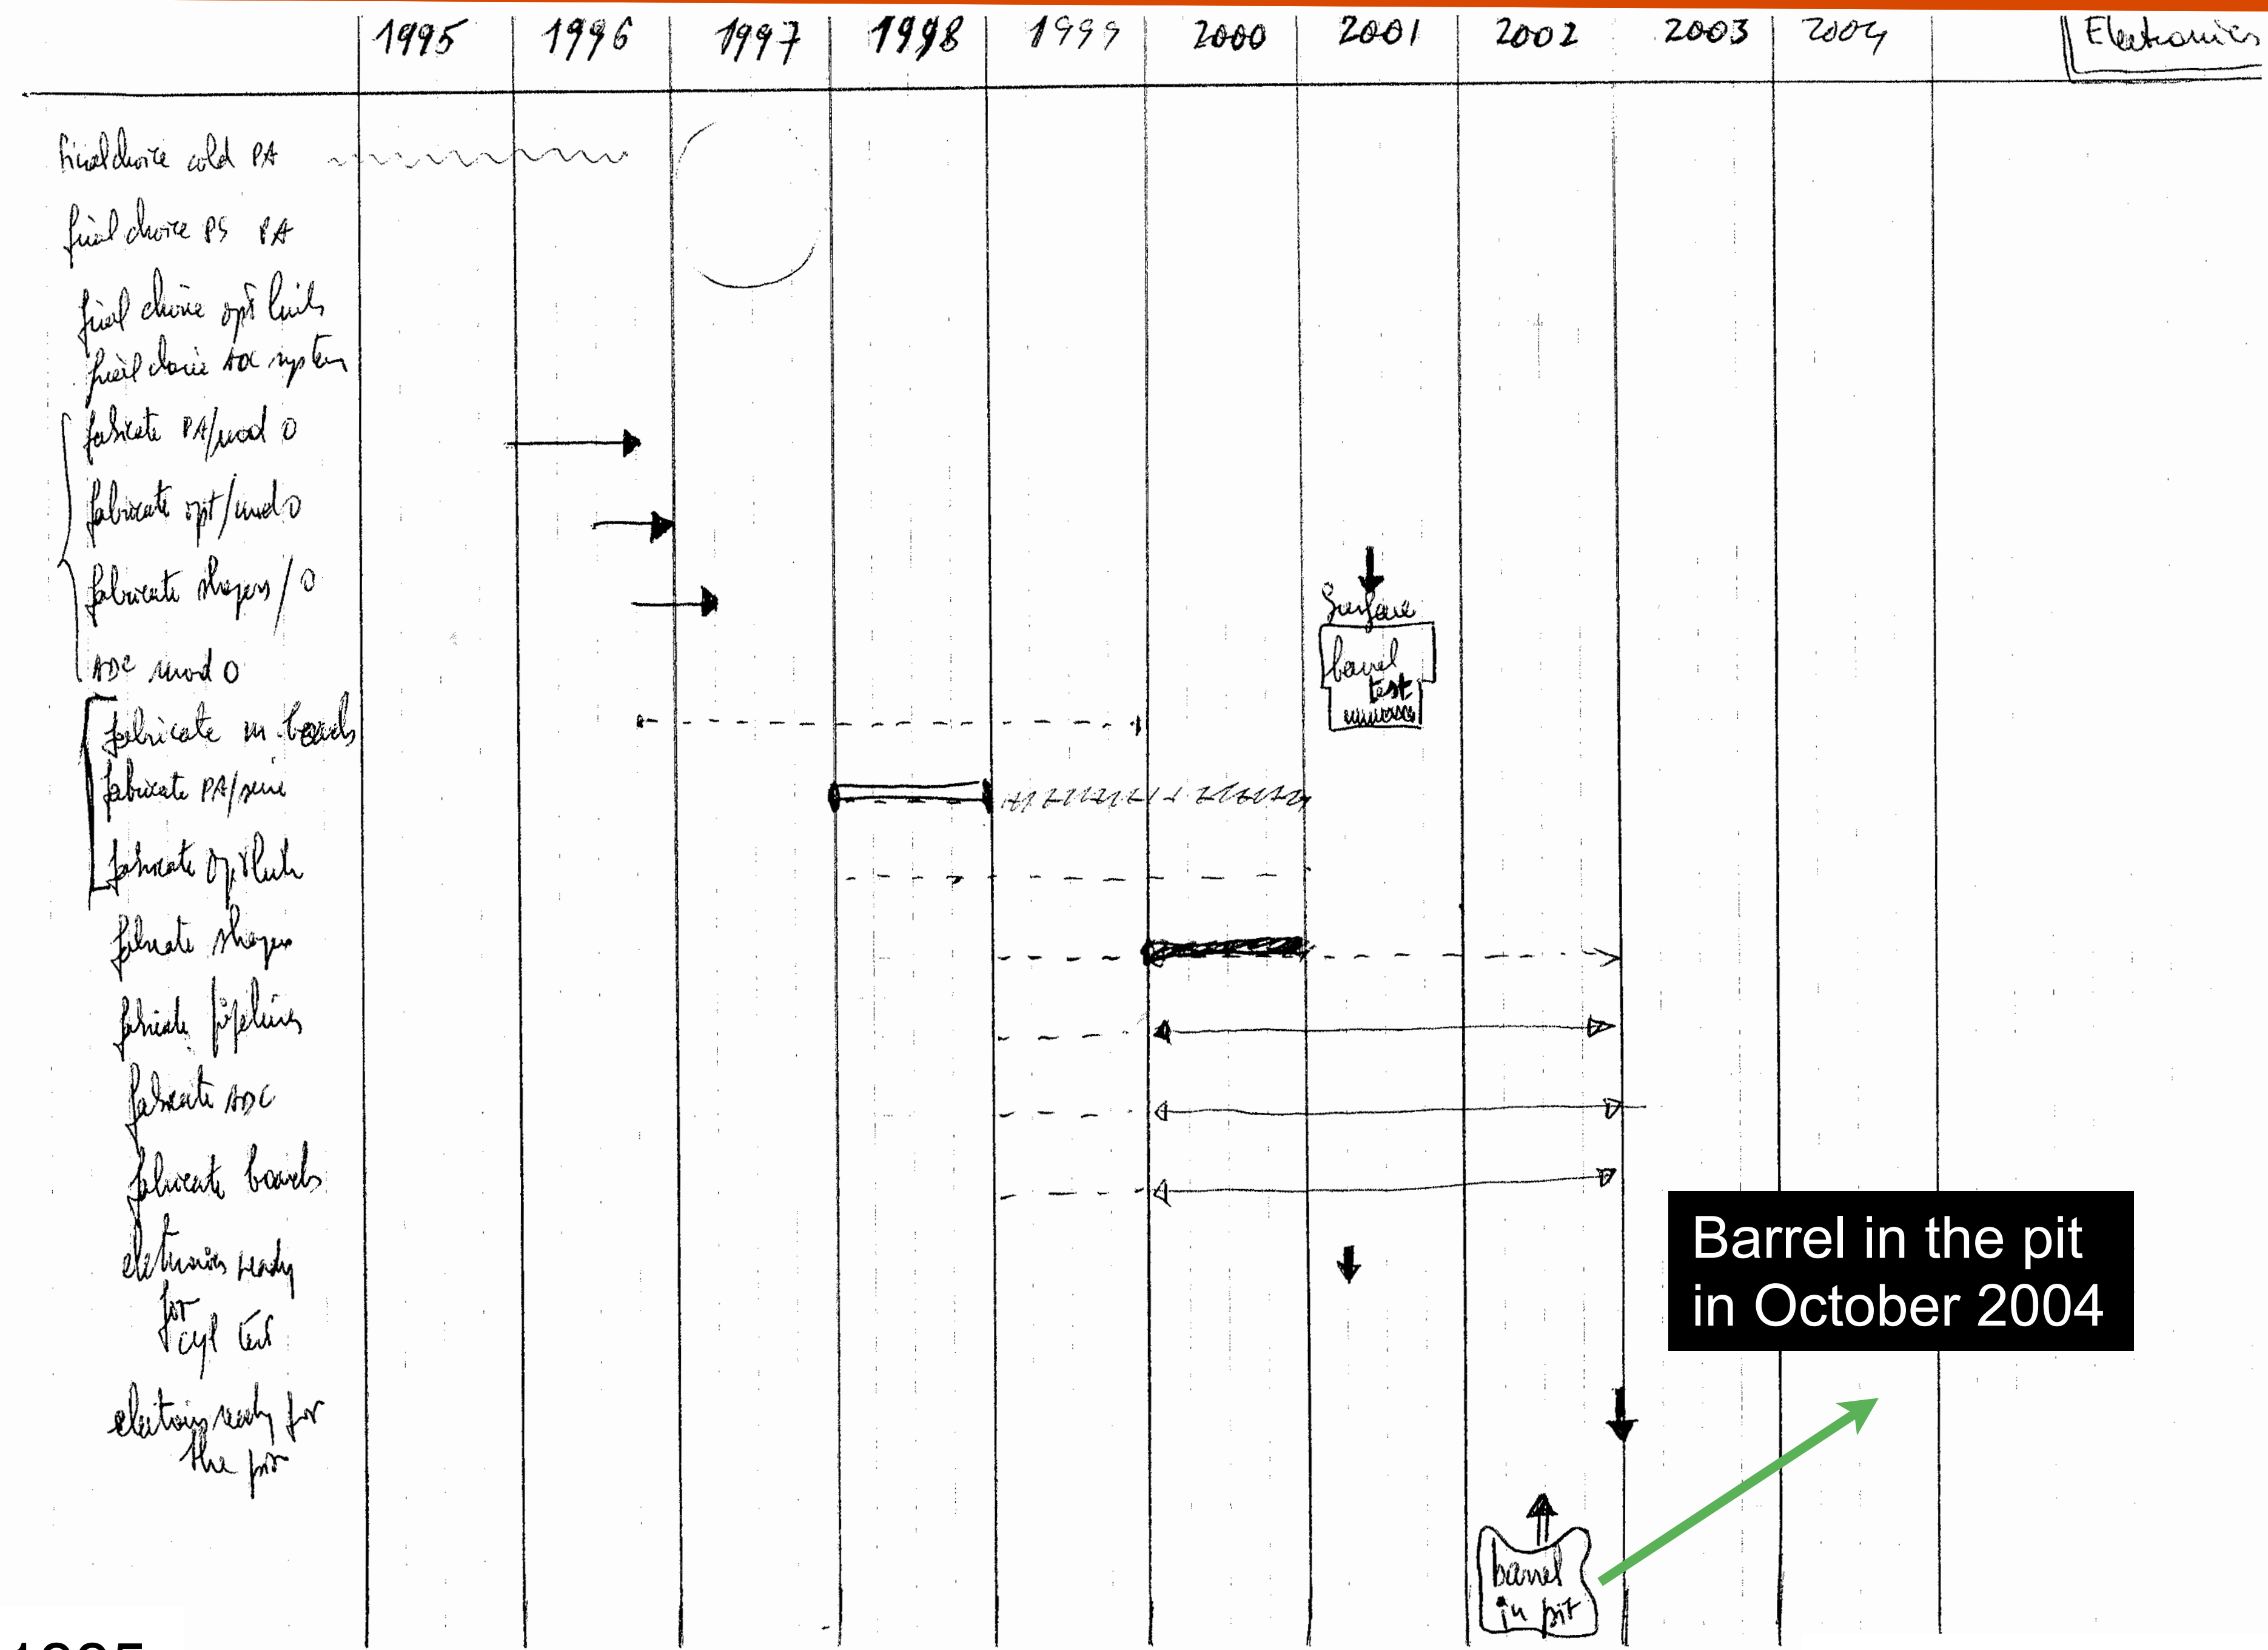 1995 1996 1997 1998 1999 2000 2001 2002 2003 2004 Electronics
final choice cold PA
final choice PS PA
final choice opt links
final choice ADC system
fabricate PA/mod 0
fabricate opt/mod 0
fabricate shapers/0
ADC mod 0
Surface
barrel
test
fabricate m. boards
fabricate PA/serie
fabricate opt link
fabricate shapers
fabricate pipelines
fabricate ADC
fabricate boards
electronics ready
for
cyl test
Barrel in the pit
in October 2004
electronics ready for
the pit
barrel
in pit